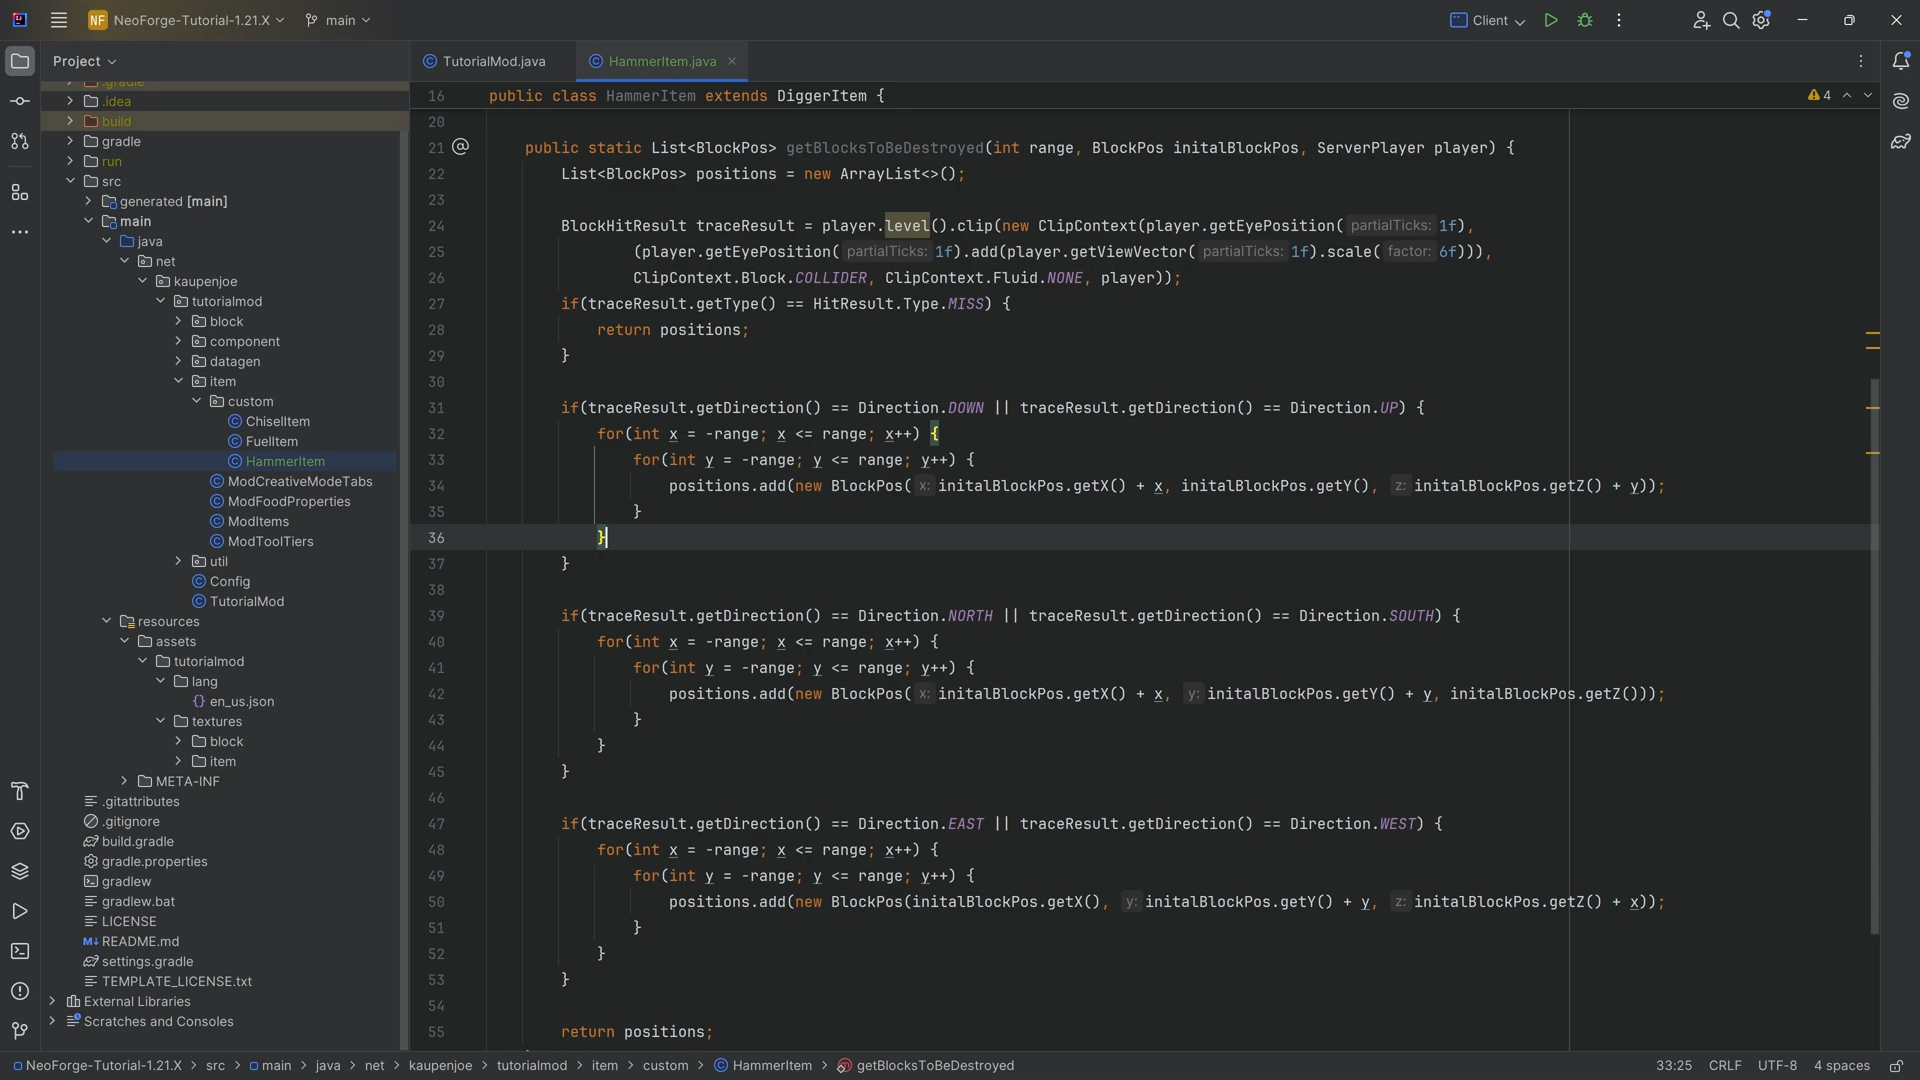 NF NeoForge-Tutorial-1.21.X main Client
Project
TutorialMod.java HammerItem.java
.gradle
.idea
build
gradle
run
src
generated [main]
main
java
net
kaupenjoe
tutorialmod
block
component
datagen
item
custom
ChiselItem
FuelItem
HammerItem
ModCreativeModeTabs
ModFoodProperties
ModItems
ModToolTiers
util
Config
TutorialMod
resources
assets
tutorialmod
lang
en_us.json
textures
block
item
META-INF
.gitattributes
.gitignore
build.gradle
gradle.properties
gradlew
gradlew.bat
LICENSE
README.md
settings.gradle
TEMPLATE_LICENSE.txt
External Libraries
Scratches and Consoles
16 public class HammerItem extends DiggerItem { 4
20
21 public static List<BlockPos> getBlocksToBeDestroyed(int range, BlockPos initalBlockPos, ServerPlayer player) {
22 List<BlockPos> positions = new ArrayList<>();
23
24 BlockHitResult traceResult = player.level().clip(new ClipContext(player.getEyePosition( partialTicks: 1f),
25 (player.getEyePosition( partialTicks: 1f).add(player.getViewVector( partialTicks: 1f).scale( factor: 6f))),
26 ClipContext.Block.COLLIDER, ClipContext.Fluid.NONE, player));
27 if(traceResult.getType() == HitResult.Type.MISS) {
28 return positions;
29 }
30
31 if(traceResult.getDirection() == Direction.DOWN || traceResult.getDirection() == Direction.UP) {
32 for(int x = -range; x <= range; x++) {
33 for(int y = -range; y <= range; y++) {
34 positions.add(new BlockPos( x: initalBlockPos.getX() + x, initalBlockPos.getY(), z: initalBlockPos.getZ() + y));
35 }
36 }
37 }
38
39 if(traceResult.getDirection() == Direction.NORTH || traceResult.getDirection() == Direction.SOUTH) {
40 for(int x = -range; x <= range; x++) {
41 for(int y = -range; y <= range; y++) {
42 positions.add(new BlockPos( x: initalBlockPos.getX() + x, y: initalBlockPos.getY() + y, initalBlockPos.getZ()));
43 }
44 }
45 }
46
47 if(traceResult.getDirection() == Direction.EAST || traceResult.getDirection() == Direction.WEST) {
48 for(int x = -range; x <= range; x++) {
49 for(int y = -range; y <= range; y++) {
50 positions.add(new BlockPos(initalBlockPos.getX(), y: initalBlockPos.getY() + y, z: initalBlockPos.getZ() + x));
51 }
52 }
53 }
54
55 return positions;
NeoForge-Tutorial-1.21.X > src > main > java > net > kaupenjoe > tutorialmod > item > custom > HammerItem > getBlocksToBeDestroyed 33:25 CRLF UTF-8 4 spaces